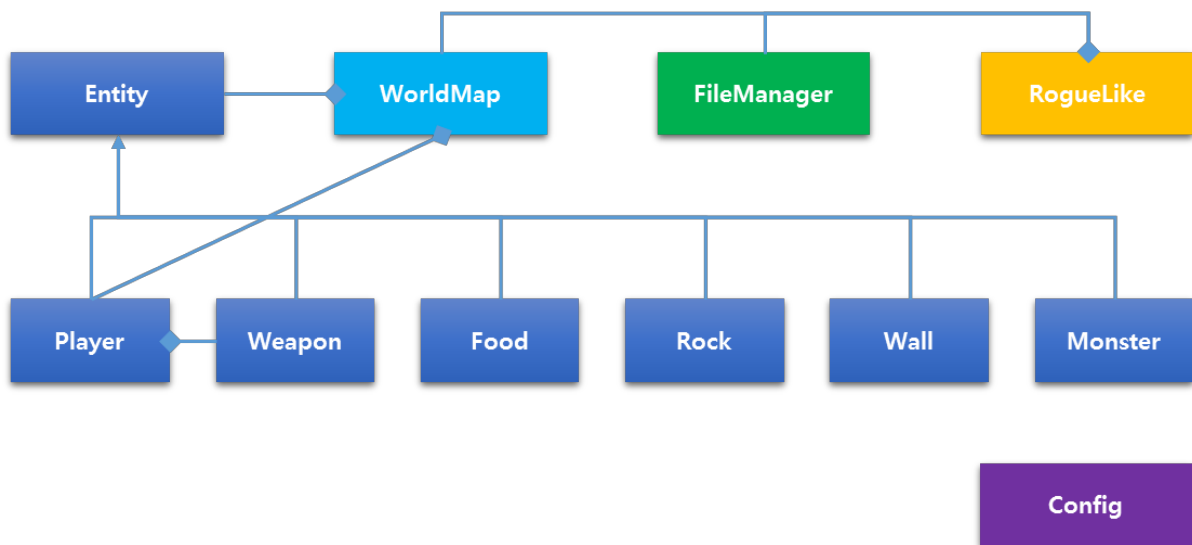 Entity
WorldMap
FileManager
RogueLike
Player
Weapon
Food
Rock
Wall
Monster
Config